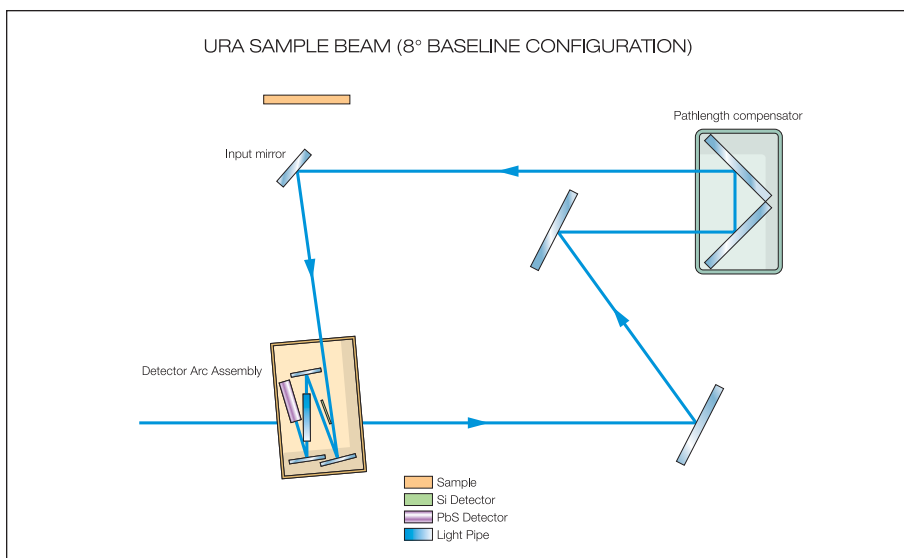 URA SAMPLE BEAM (8° BASELINE CONFIGURATION)
Pathlength compensator
Input mirror
Detector Arc Assembly
Sample
Si Detector
PbS Detector
Light Pipe